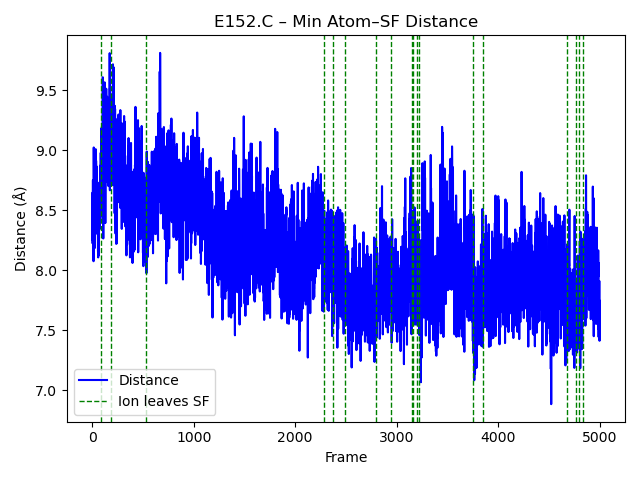 E152.C – Min Atom–SF Distance
Distance (Å)
9.5
9.0
8.5
8.0
7.5
7.0
Distance
Ion leaves SF
0 1000 2000 3000 4000 5000
Frame